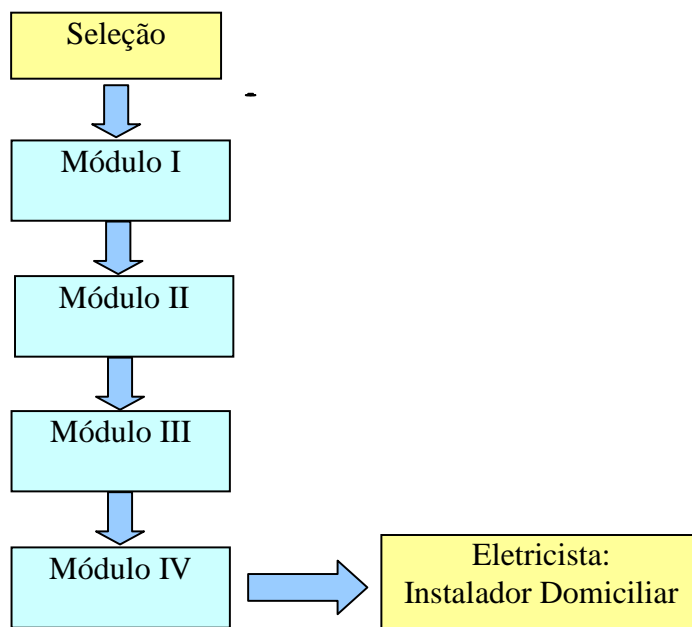 Seleção
Módulo I
Módulo II
Módulo III
Módulo IV
Eletricista:
Instalador Domiciliar